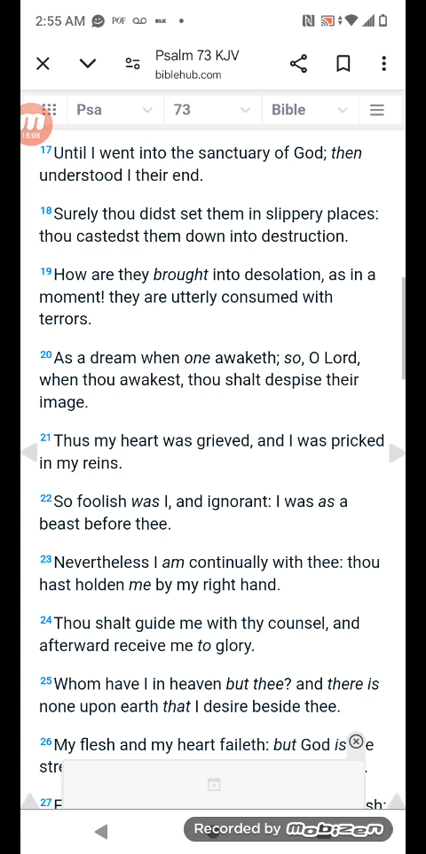 2:55 AM
Psalm 73 KJV
biblehub.com
Psa 73 Bible
18:08
17 Until I went into the sanctuary of God; then
understood I their end.
18 Surely thou didst set them in slippery places:
thou castedst them down into destruction.
19 How are they brought into desolation, as in a
moment! they are utterly consumed with
terrors.
20 As a dream when one awaketh; so, O Lord,
when thou awakest, thou shalt despise their
image.
21 Thus my heart was grieved, and I was pricked
in my reins.
22 So foolish was I, and ignorant: I was as a
beast before thee.
23 Nevertheless I am continually with thee: thou
hast holden me by my right hand.
24 Thou shalt guide me with thy counsel, and
afterward receive me to glory.
25 Whom have I in heaven but thee? and there is
none upon earth that I desire beside thee.
26 My flesh and my heart faileth: but God is
27
Recorded by mobizen